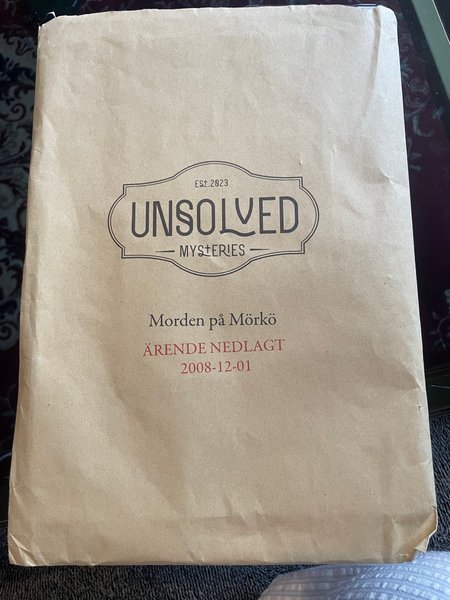 EST.2023
UNSOLVED
MYSTERIES
Morden på Mörkö
ÄRENDE NEDLAGT
2008-12-01